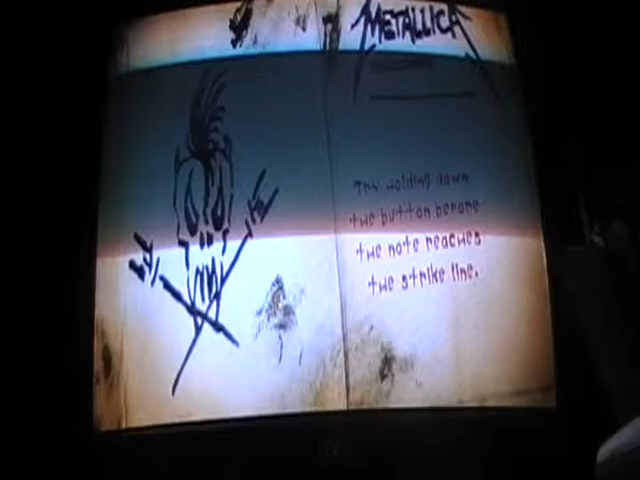 METALLICA
Try holding down
the button before
the note reaches
the strike line.